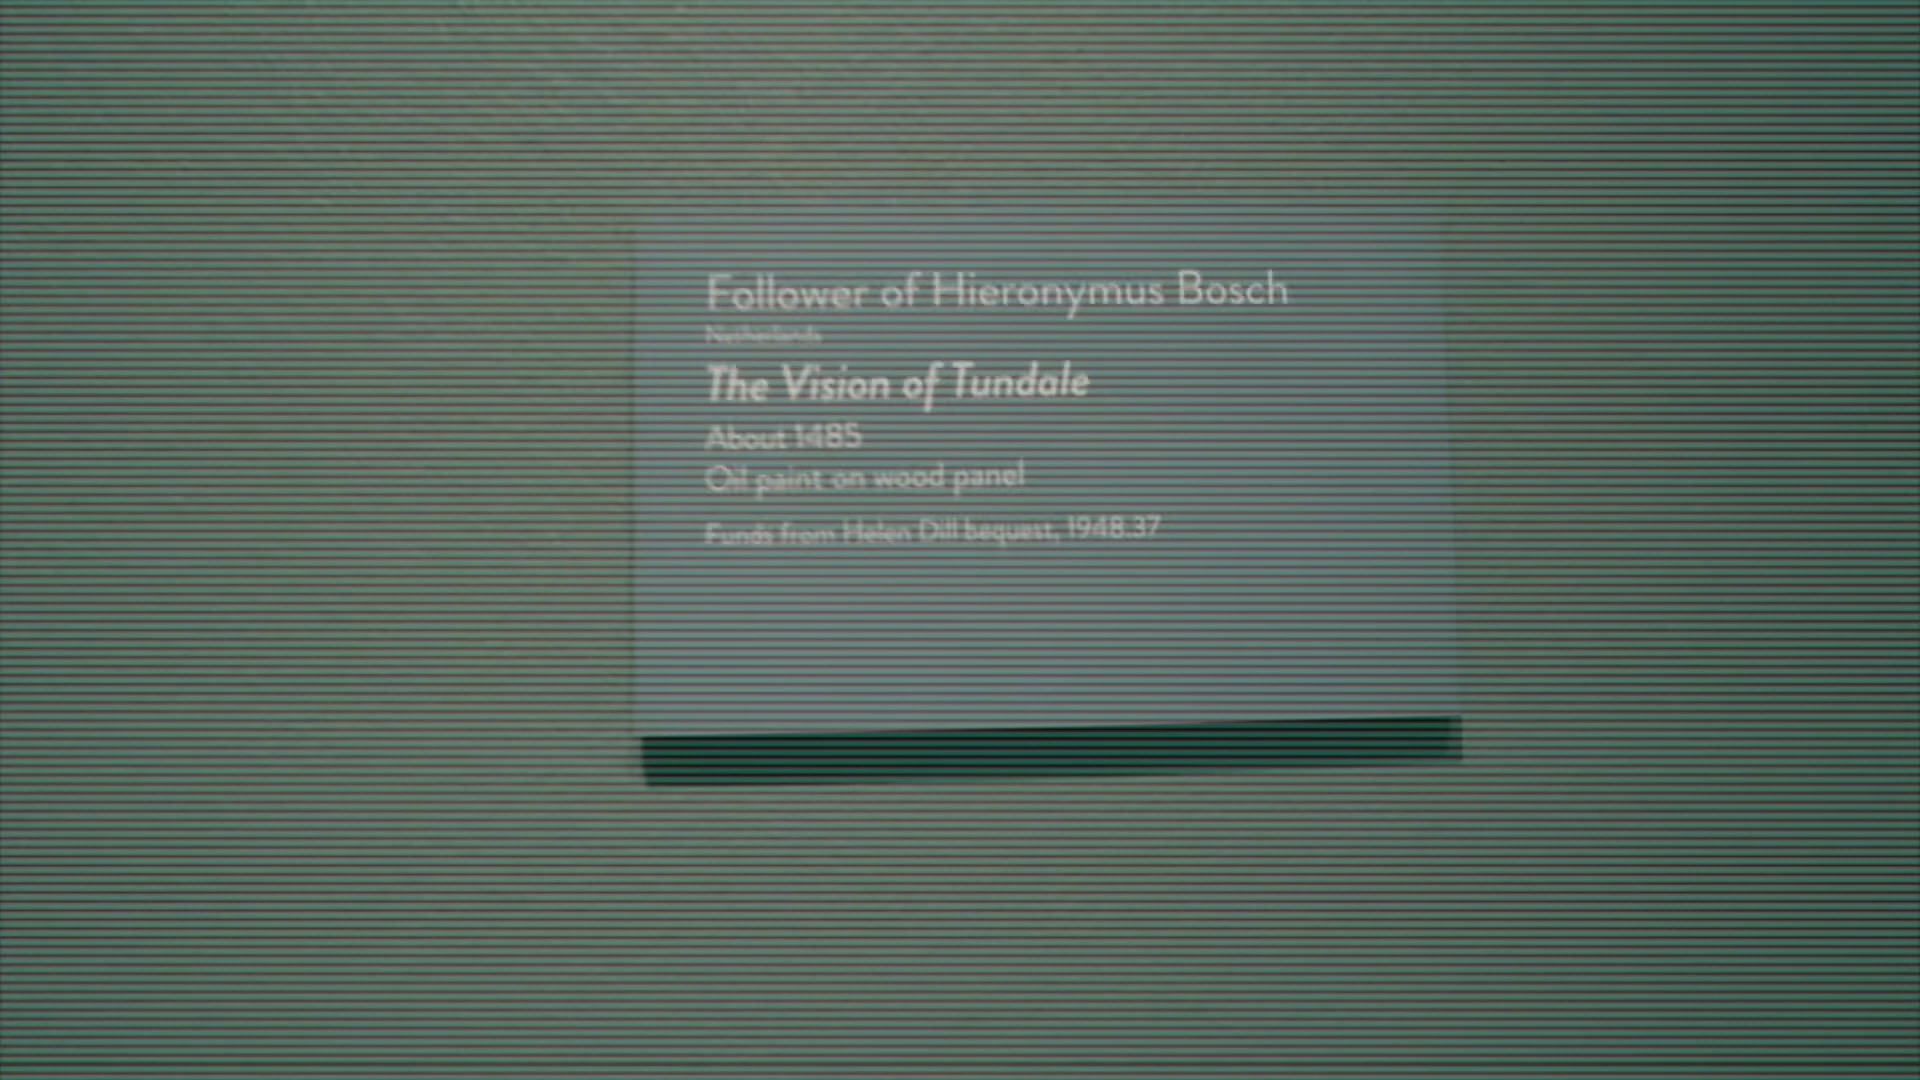 Follower of Hieronymus Bosch
Netherlands
The Vision of Tundale
About 1485
Oil paint on wood panel
Funds from Helen Dill bequest, 1948.37